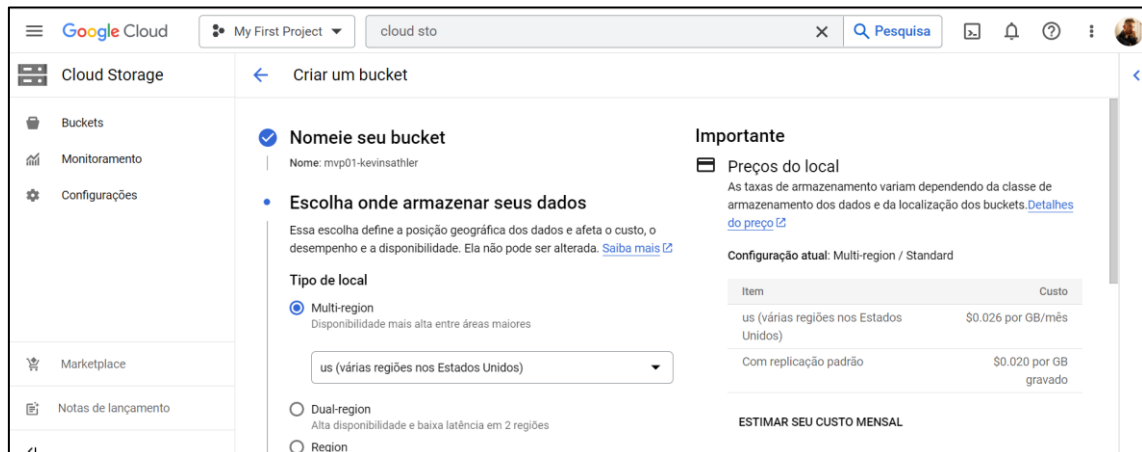 Google Cloud
My First Project
cloud sto
Pesquisa
Cloud Storage
Criar um bucket
Buckets
Monitoramento
Configurações
Marketplace
Notas de lançamento
Nomeie seu bucket
Nome: mvp01-kevinsathler
Escolha onde armazenar seus dados
Essa escolha define a posição geográfica dos dados e afeta o custo, o
desempenho e a disponibilidade. Ela não pode ser alterada. Saiba mais
Tipo de local
Multi-region
Disponibilidade mais alta entre áreas maiores
us (várias regiões nos Estados Unidos)
Dual-region
Alta disponibilidade e baixa latência em 2 regiões
Region
Importante
Preços do local
As taxas de armazenamento variam dependendo da classe de
armazenamento dos dados e da localização dos buckets.Detalhes
do preço
Configuração atual: Multi-region / Standard
Item Custo
us (várias regiões nos Estados $0.026 por GB/mês
Unidos)
Com replicação padrão $0.020 por GB
gravado
ESTIMAR SEU CUSTO MENSAL